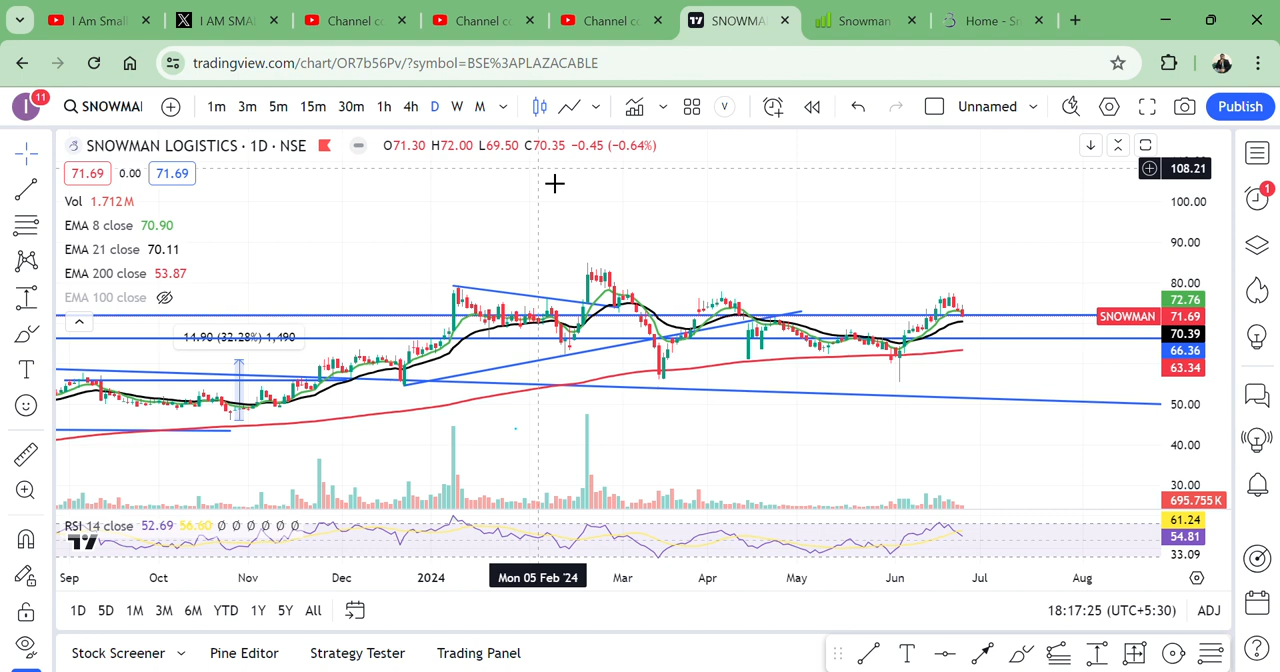 I Am Small
I AM SMA
Channel co
Channel co
Channel co
SNOWMA
Snowman
Home - Sn
tradingview.com/chart/OR7b56Pv/?symbol=BSE%3APLAZACABLE
I
11
SNOWMAI
1m 3m 5m 15m 30m 1h 4h D W M
V
Unnamed
Publish
SNOWMAN LOGISTICS · 1D · NSE
O71.30 H72.00 L69.50 C70.35 −0.45 (−0.64%)
71.69 0.00 71.69
108.21
Vol 1.712M
100.00
EMA 8 close 70.90
EMA 21 close 70.11
90.00
EMA 200 close 53.87
80.00
EMA 100 close
72.76
SNOWMAN 71.69
14.90 (32.28%) 1,490
70.39
66.36
63.34
50.00
40.00
30.00
695.755K
RSI 14 close 52.69 56.60 Ø Ø Ø Ø Ø Ø
61.24
54.81
33.09
Sep Oct Nov Dec 2024 Mon 05 Feb '24 Mar Apr May Jun Jul Aug
1D 5D 1M 3M 6M YTD 1Y 5Y All
18:17:25 (UTC+5:30) ADJ
Stock Screener Pine Editor Strategy Tester Trading Panel
1